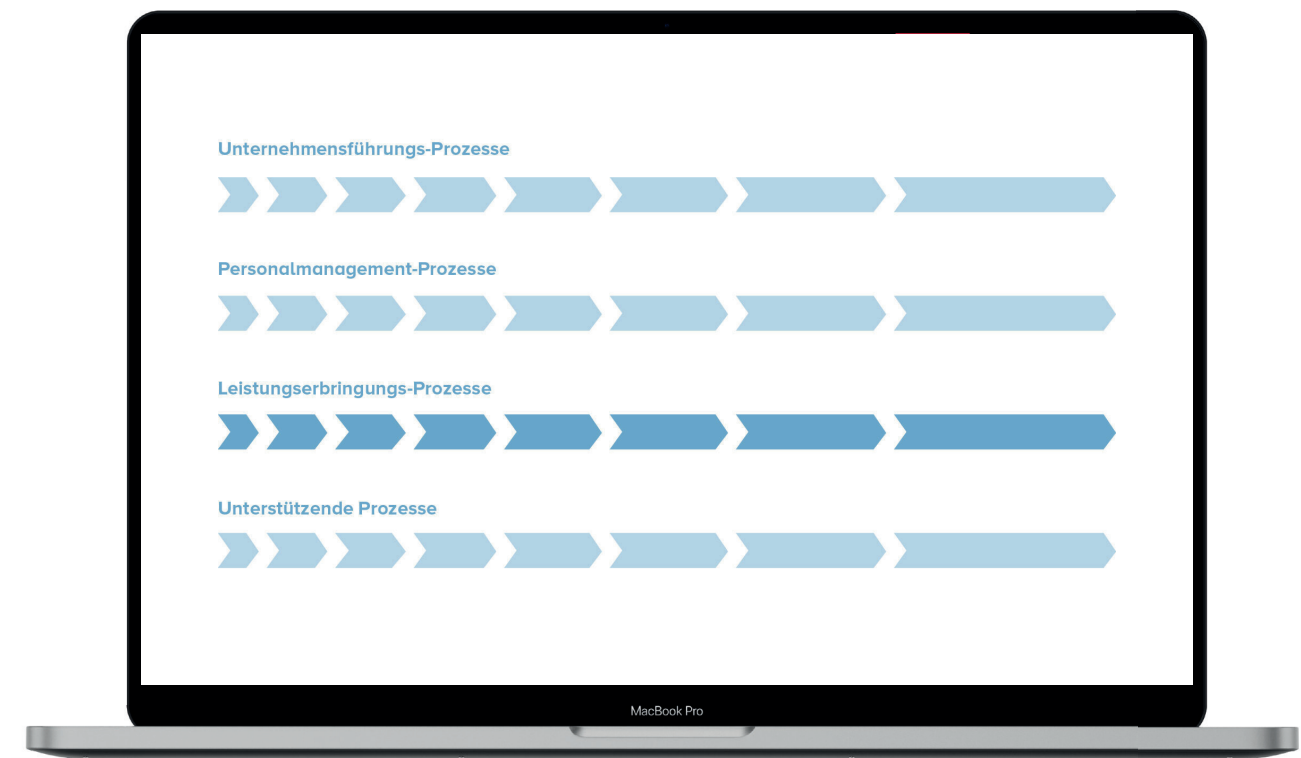 Unternehmensführungs-Prozesse
Personalmanagement-Prozesse
Leistungserbringungs-Prozesse
Unterstützende Prozesse
MacBook Pro